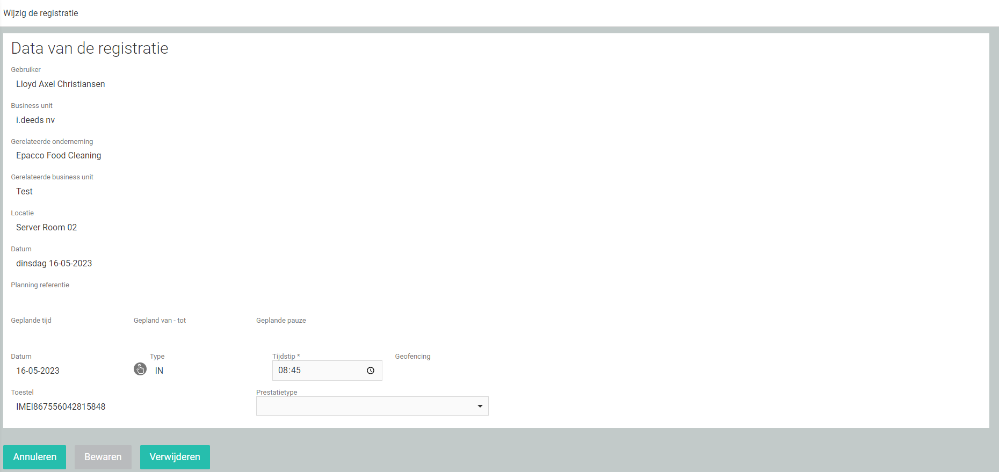 Wijzig de registratie
Data van de registratie
Gebruiker
Lloyd Axel Christiansen
Business unit
i.deeds nv
Gerelateerde onderneming
Epacco Food Cleaning
Gerelateerde business unit
Test
Locatie
Server Room 02
Datum
dinsdag 16-05-2023
Planning referentie
Geplande tijd Gepland van - tot Geplande pauze
Datum Type Tijdstip * Geofencing
16-05-2023 IN 08:45
Toestel Prestatietype
IMEI867556042815848
Annuleren Bewaren Verwijderen